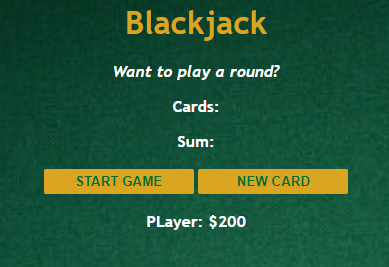 Blackjack
Want to play a round?
Cards:
Sum:
START GAME NEW CARD
PLayer: $200